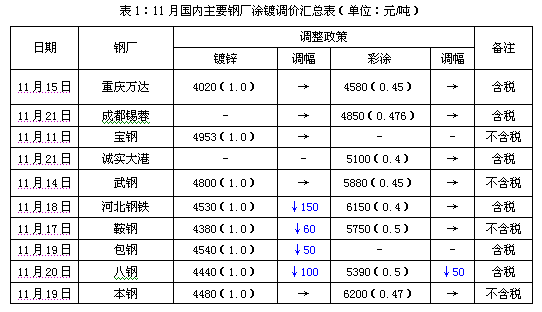 表1：11月国内主要钢厂涂镀调价汇总表（单位：元/吨）
日期 钢厂 调整政策 备注
镀锌 调幅 彩涂 调幅
11月15日 重庆万达 4020（1.0） → 4580（0.45） → 含税
11月21日 成都锡蓉 - → 4850（0.476） → 含税
11月11日 宝钢 4953（1.0） → - - 不含税
11月21日 诚实大港 - - 5100（0.4） → 含税
11月14日 武钢 4800（1.0） → 5880（0.45） → 不含税
11月18日 河北钢铁 4530（1.0） ↓150 6150（0.4） → 含税
11月17日 鞍钢 4380（1.0） ↓60 5750（0.5） → 不含税
11月19日 包钢 4540（1.0） ↓50 - - 含税
11月20日 八钢 4440（1.0） ↓100 5390（0.5） ↓50 含税
11月19日 本钢 4480（1.0） → 6200（0.47） → 不含税